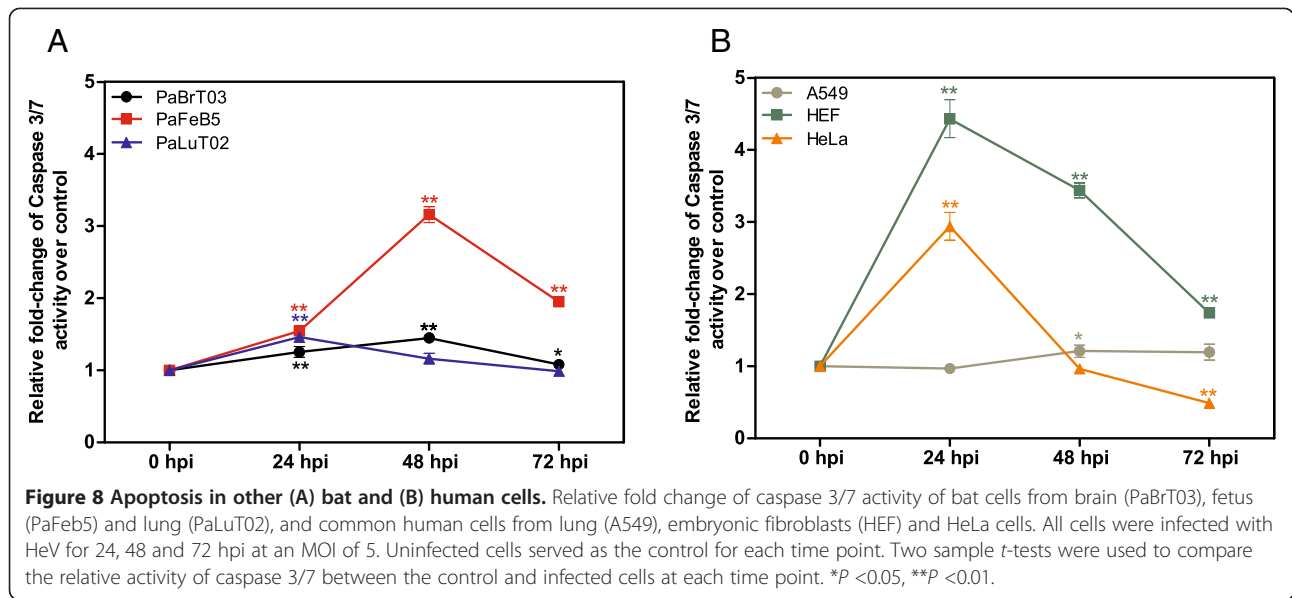 A
Relative fold-change of Caspase 3/7
activity over control
5
4
3
2
1
0
PaBrT03
PaFeB5
PaLuT02
**
**
**
**
**
**
*
0 hpi
24 hpi
48 hpi
72 hpi
B
Relative fold-change of Caspase 3/7
activity over control
5
4
3
2
1
0
A549
HEF
HeLa
**
**
**
*
**
**
0 hpi
24 hpi
48 hpi
72 hpi
Figure 8 Apoptosis in other (A) bat and (B) human cells. Relative fold change of caspase 3/7 activity of bat cells from brain (PaBrT03), fetus
(PaFeb5) and lung (PaLuT02), and common human cells from lung (A549), embryonic fibroblasts (HEF) and HeLa cells. All cells were infected with
HeV for 24, 48 and 72 hpi at an MOI of 5. Uninfected cells served as the control for each time point. Two sample t-tests were used to compare
the relative activity of caspase 3/7 between the control and infected cells at each time point. *P <0.05, **P <0.01.